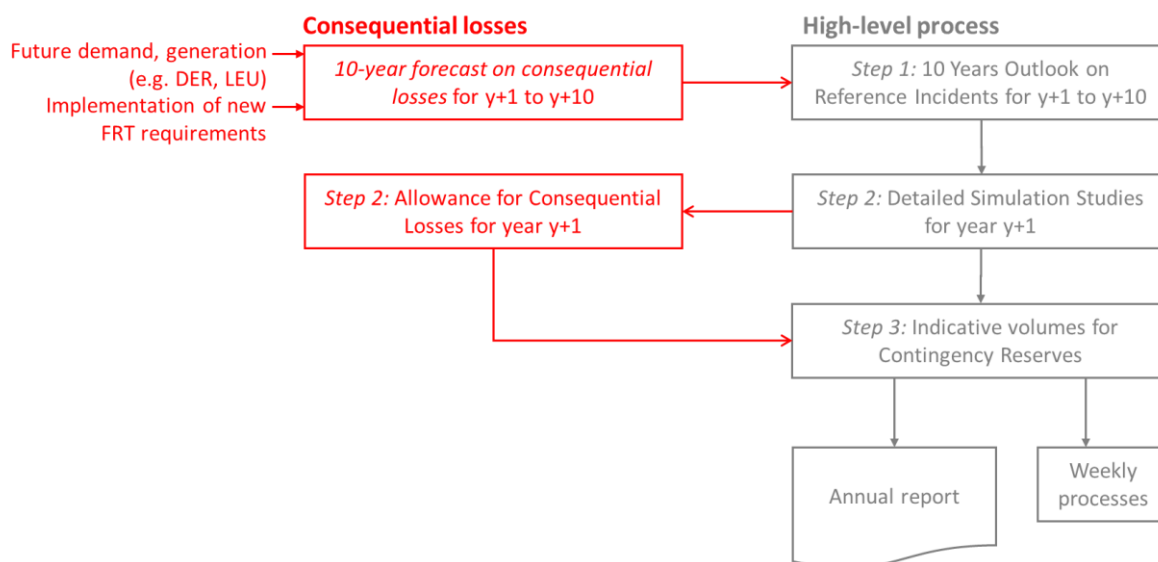 Consequential losses
High-level process
Future demand, generation
(e.g. DER, LEU)
Implementation of new
FRT requirements
10-year forecast on consequential
losses for y+1 to y+10
Step 1: 10 Years Outlook on
Reference Incidents for y+1 to y+10
Step 2: Allowance for Consequential
Losses for year y+1
Step 2: Detailed Simulation Studies
for year y+1
Step 3: Indicative volumes for
Contingency Reserves
Annual report
Weekly
processes